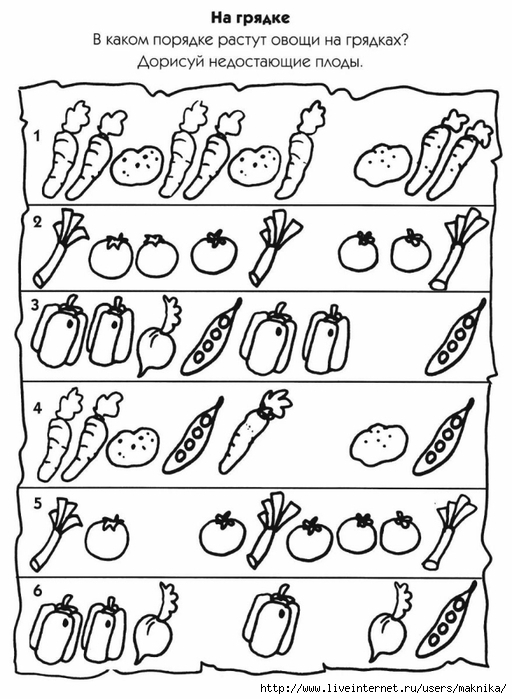 На грядке
В каком порядке растут овощи на грядках?
Дорисуй недостающие плоды.
1
2
3
4
5
6
http://www.liveinternet.ru/users/maknika/